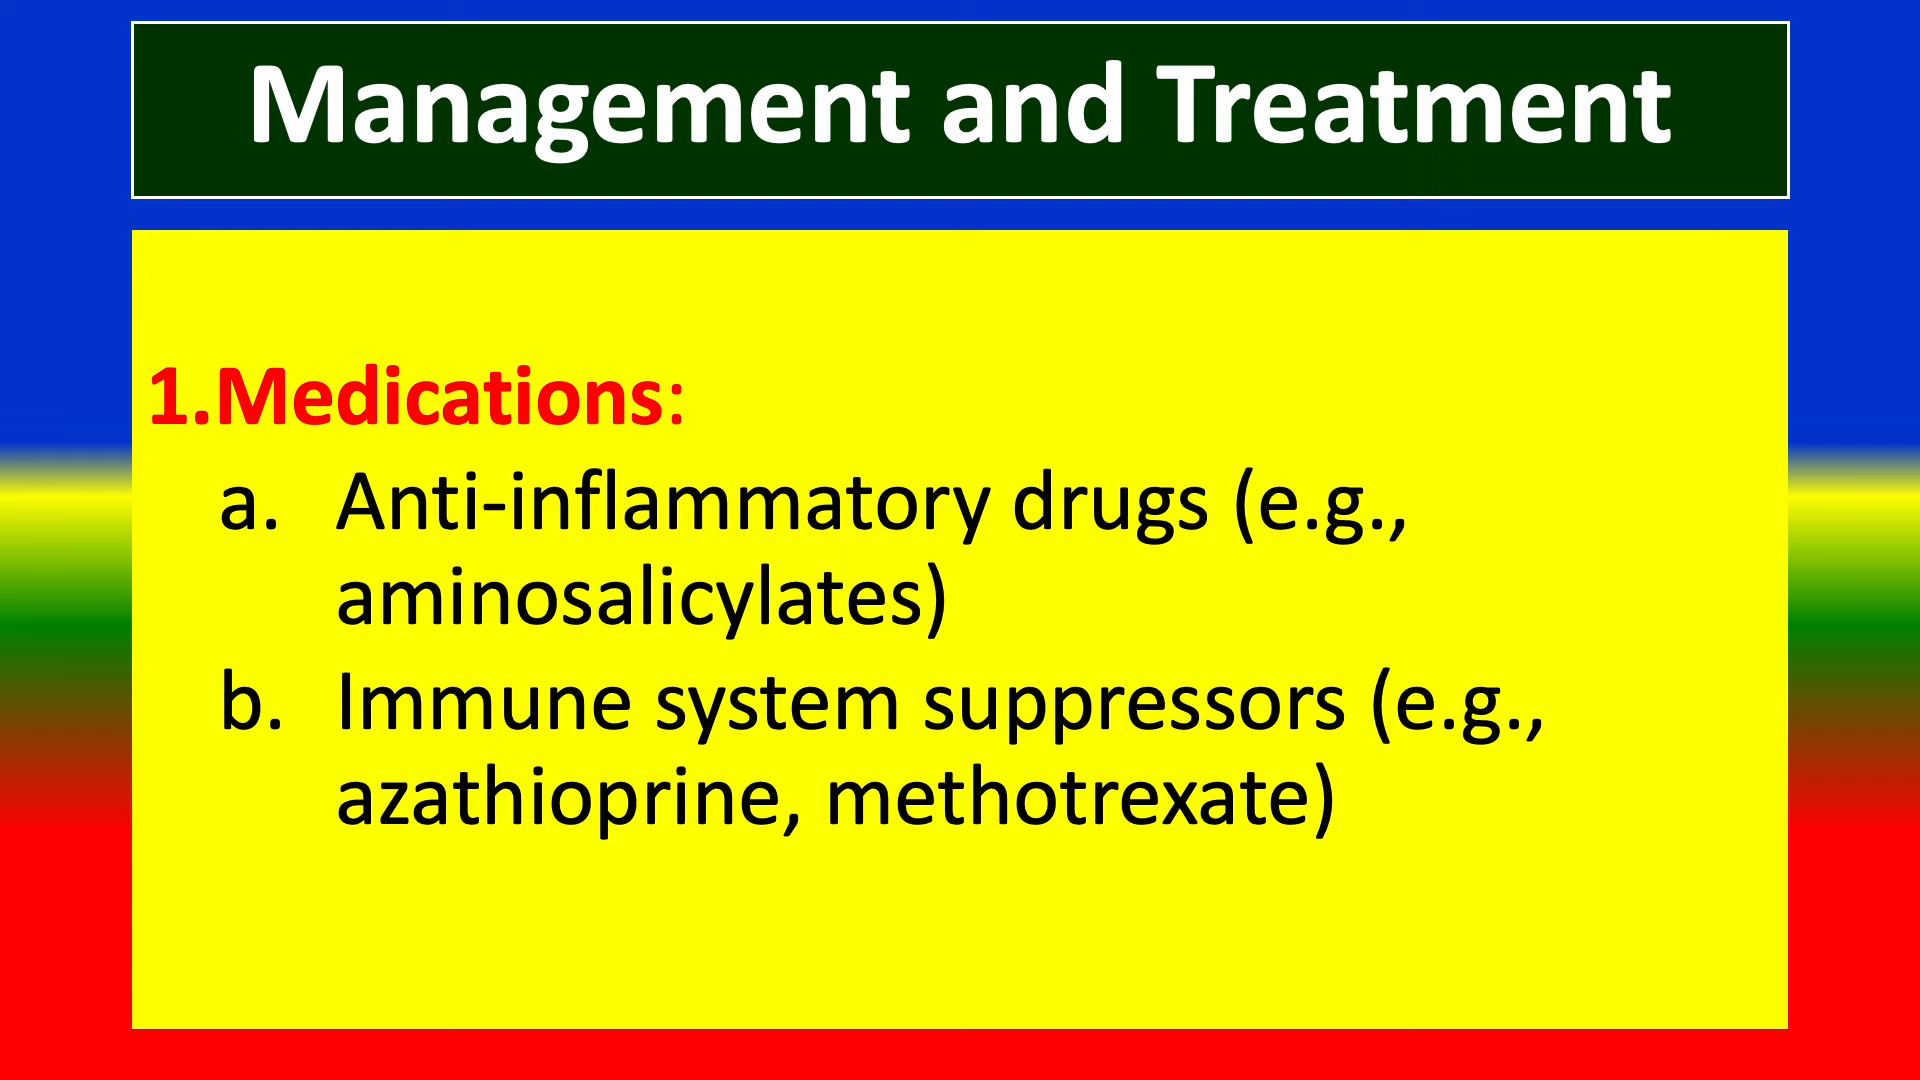 Management and Treatment
1.Medications:
a. Anti-inflammatory drugs (e.g.,
aminosalicylates)
b. Immune system suppressors (e.g.,
azathioprine, methotrexate)